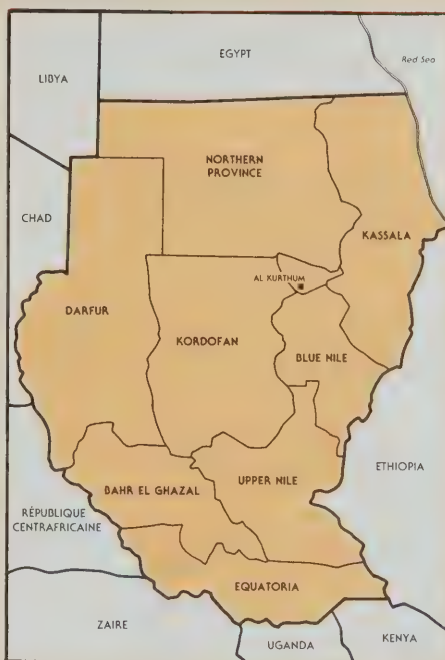 EGYPT
Red Sea
LIBYA
NORTHERN
PROVINCE
CHAD
KASSALA
AL KURTHUM
DARFUR
KORDOFAN
BLUE NILE
ETHIOPIA
UPPER NILE
BAHR EL GHAZAL
RÉPUBLIQUE
CENTRAFRICAINE
EQUATORIA
ZAIRE
UGANDA
KENYA